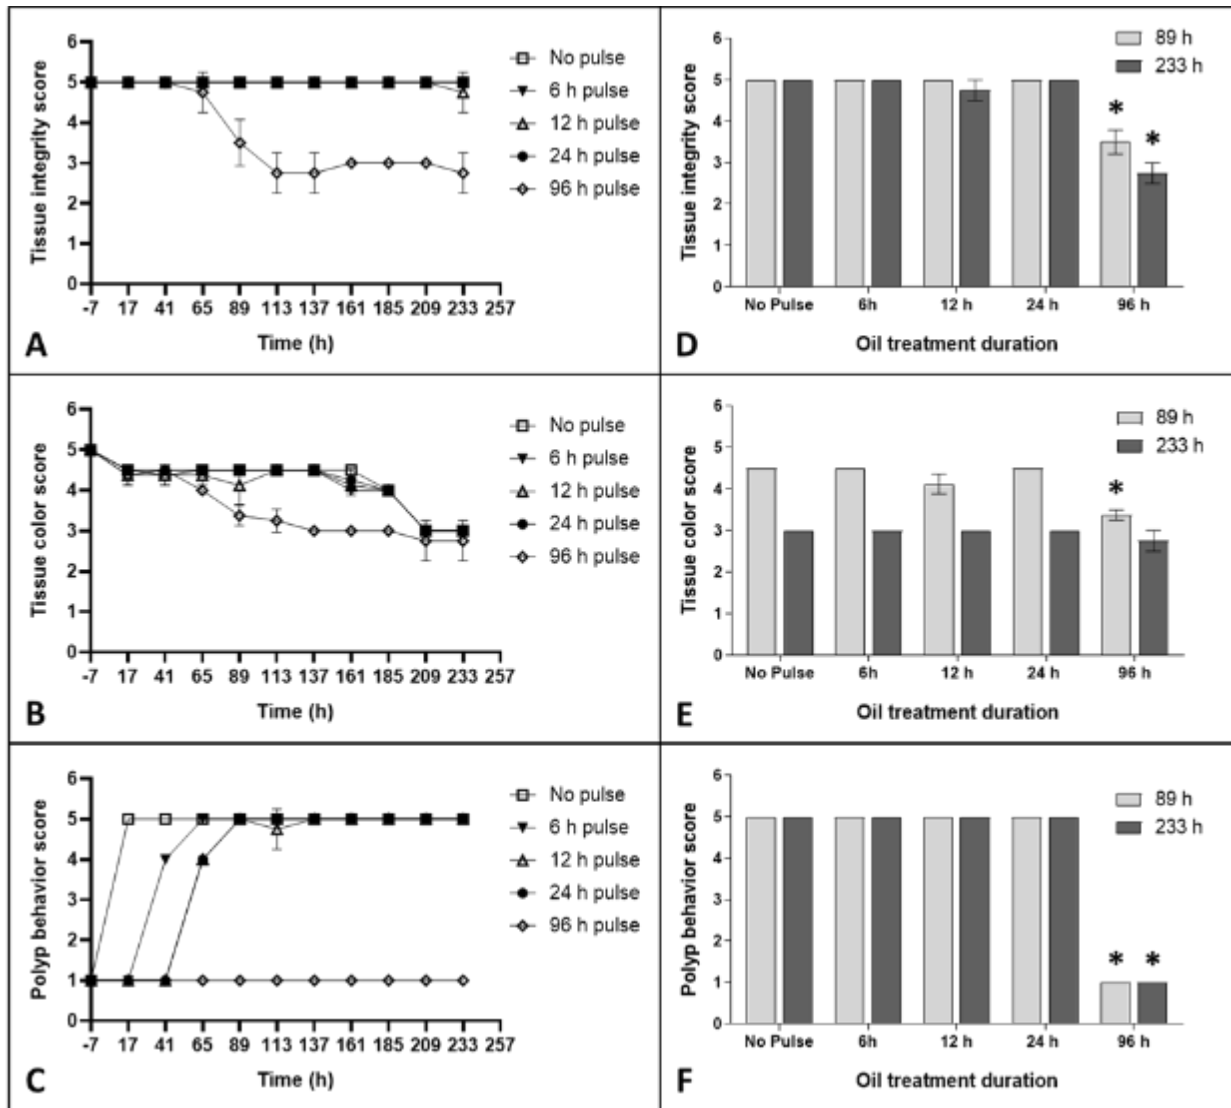 6
5
4
3
2
1
0
Tissue integrity score
-7 17 41 65 89 113 137 161 185 209 233 257
Time (h)
No pulse
6 h pulse
12 h pulse
24 h pulse
96 h pulse
A
6
5
4
3
2
1
0
Tissue integrity score
89 h
233 h
* *
No Pulse 6h 12 h 24 h 96 h
Oil treatment duration
D
6
5
4
3
2
1
0
Tissue color score
-7 17 41 65 89 113 137 161 185 209 233 257
Time (h)
No pulse
6 h pulse
12 h pulse
24 h pulse
96 h pulse
B
6
5
4
3
2
1
0
Tissue color score
89 h
233 h
*
No Pulse 6h 12 h 24 h 96 h
Oil treatment duration
E
6
5
4
3
2
1
0
Polyp behavior score
-7 17 41 65 89 113 137 161 185 209 233 257
Time (h)
No pulse
6 h pulse
12 h pulse
24 h pulse
96 h pulse
C
6
5
4
3
2
1
0
Polyp behavior score
89 h
233 h
* *
No Pulse 6h 12 h 24 h 96 h
Oil treatment duration
F